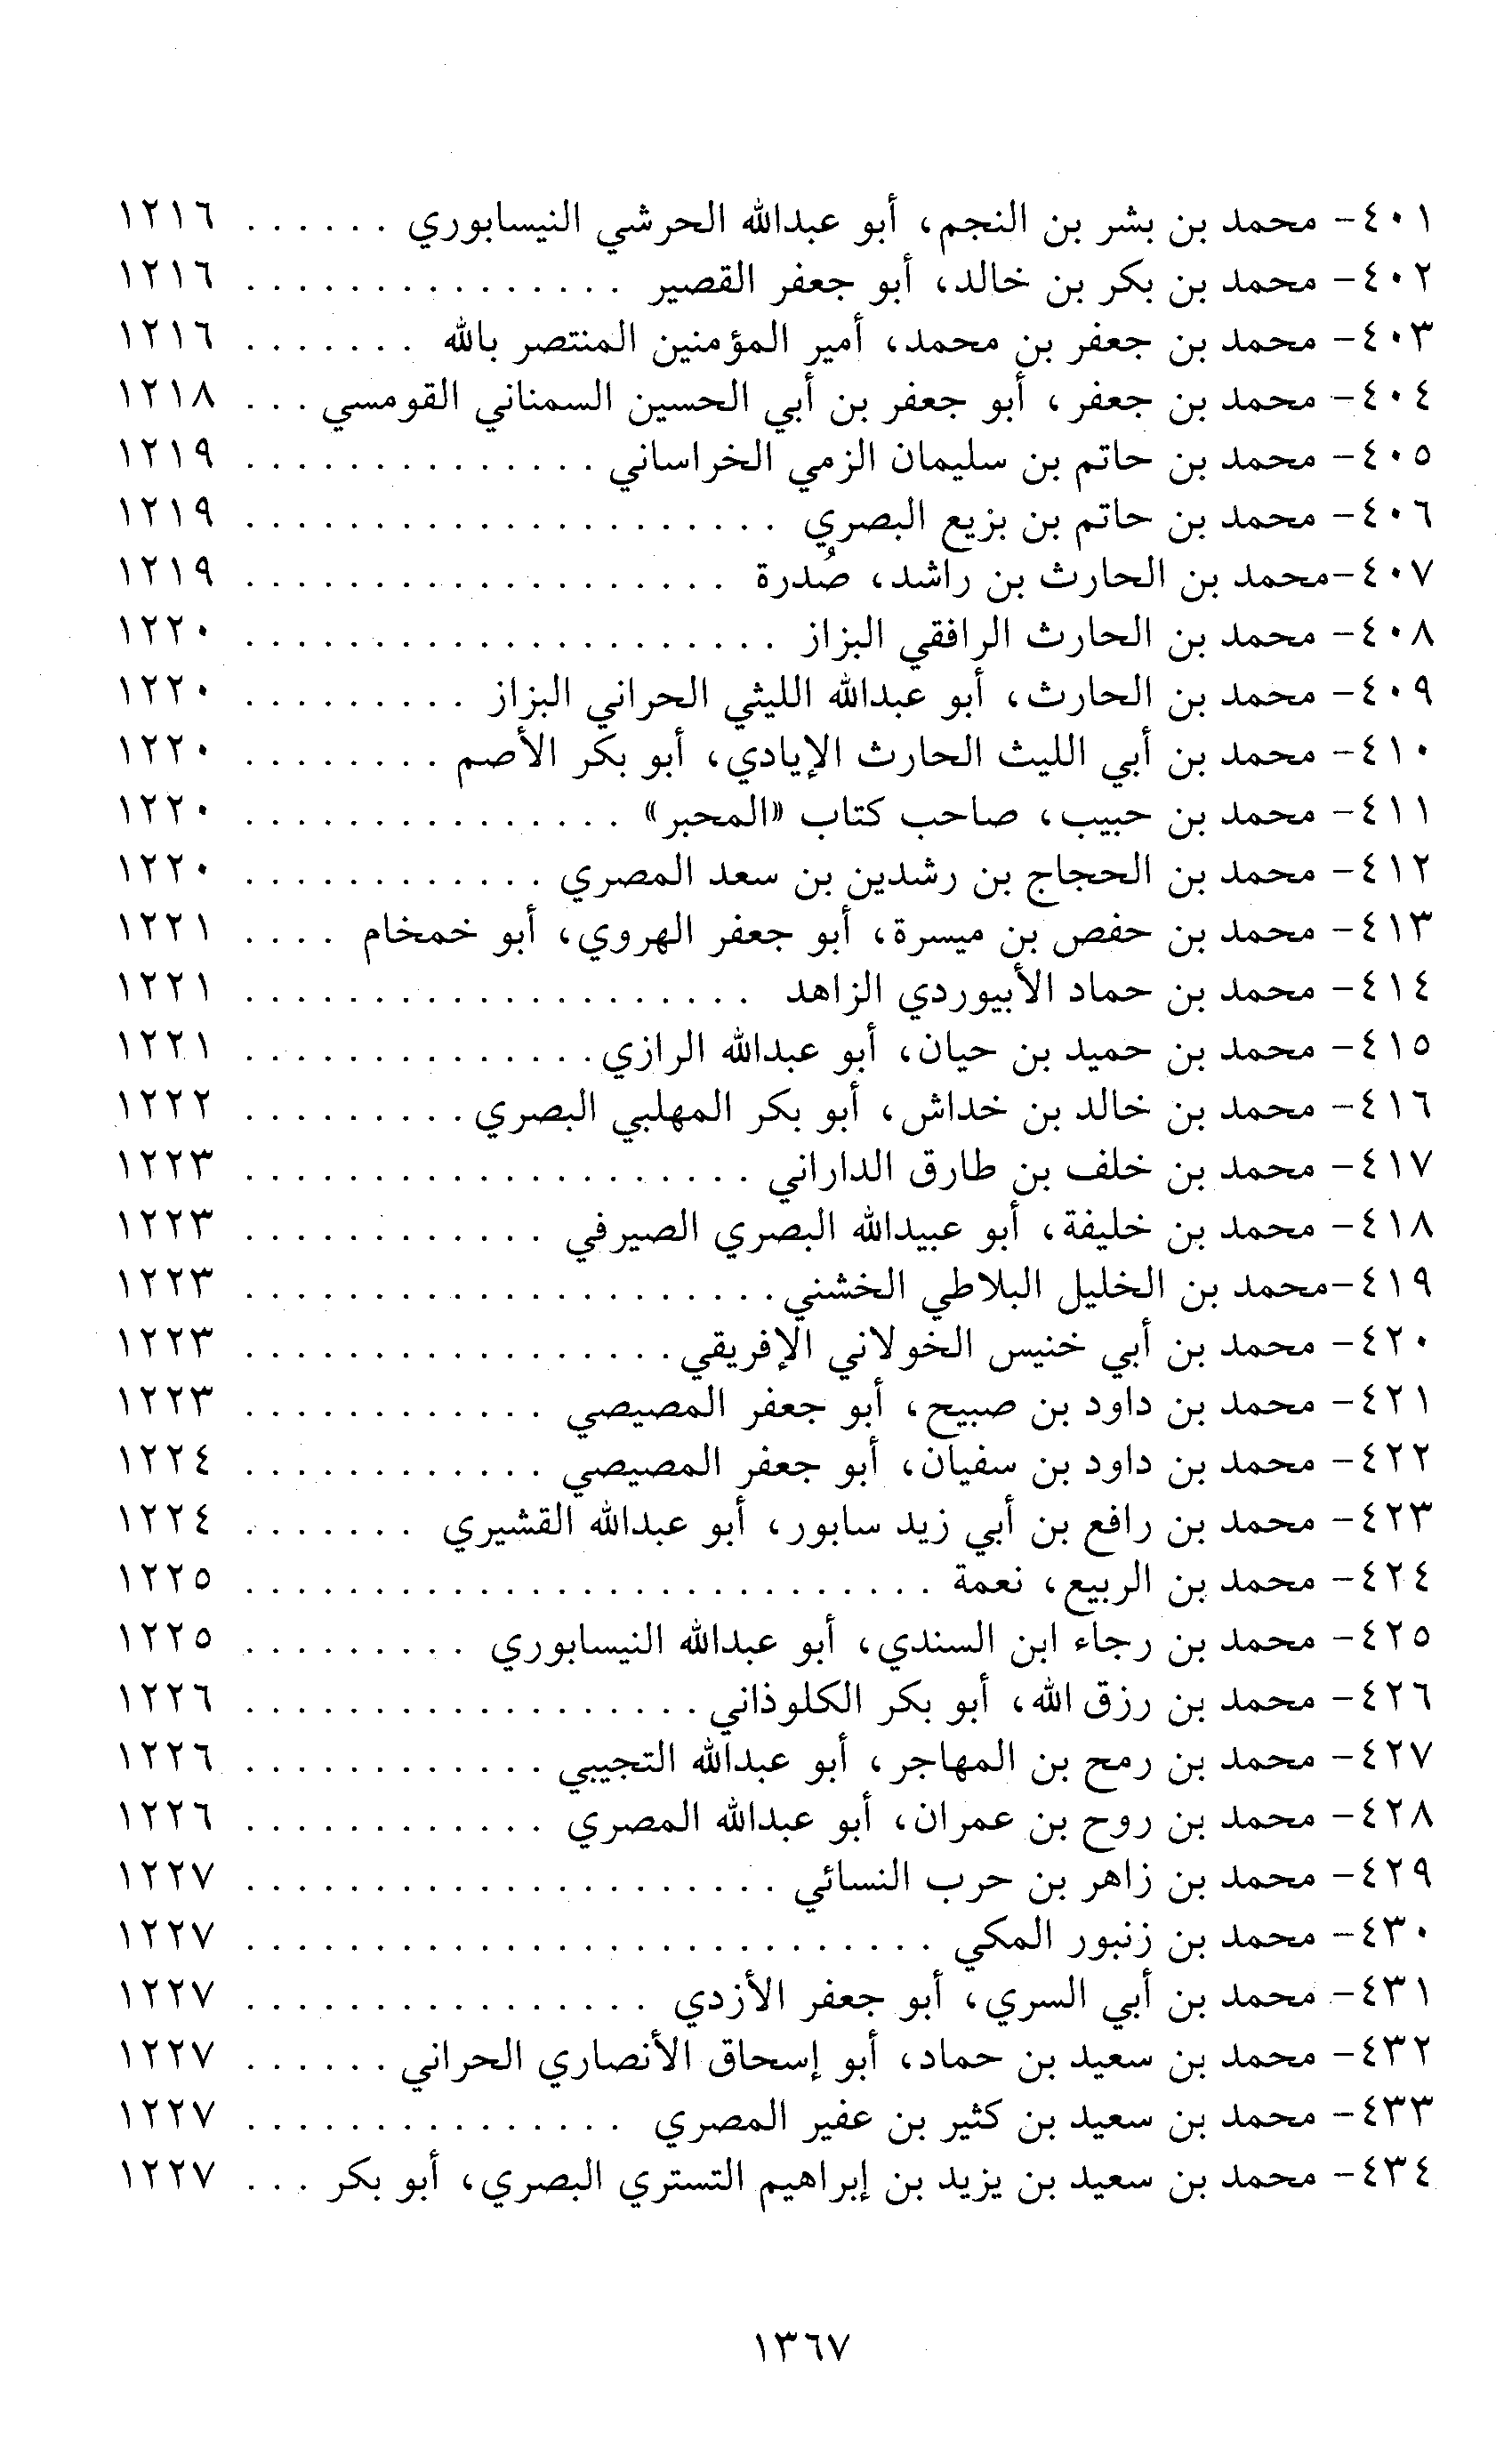 ٤٠١- محمد بن بشر بن النجم، أبو عبدالله الحرشي النيسابوري . . . . . . ١٢١٦
٤٠٢- محمد بن بكر بن خالد، أبو جعفر القصير . . . . . . . . . . . . . . . ١٢١٦
٤٠٣- محمد بن جعفر بن محمد، أمير المؤمنين المنتصر بالله . . . . . . . ١٢١٦
٤٠٤- محمد بن جعفر، أبو جعفر بن أبي الحسين السمناني القومسي . . . ١٢١٨
٤٠٥- محمد بن حاتم بن سليمان الزمي الخراساني . . . . . . . . . . . . . . ١٢١٩
٤٠٦- محمد بن حاتم بن بزيع البصري . . . . . . . . . . . . . . . . . . . . . ١٢١٩
٤٠٧-محمد بن الحارث بن راشد، صُدرة . . . . . . . . . . . . . . . . . . . ١٢١٩
٤٠٨- محمد بن الحارث الرافقي البزاز . . . . . . . . . . . . . . . . . . . . . ١٢٢٠
٤٠٩- محمد بن الحارث، أبو عبدالله الليثي الحراني البزاز . . . . . . . . . ١٢٢٠
٤١٠- محمد بن أبي الليث الحارث الإيادي، أبو بكر الأصم . . . . . . . . ١٢٢٠
٤١١- محمد بن حبيب، صاحب كتاب «المحبر» . . . . . . . . . . . . . . . ١٢٢٠
٤١٢- محمد بن الحجاج بن رشدين بن سعد المصري . . . . . . . . . . . . ١٢٢٠
٤١٣- محمد بن حفص بن ميسرة، أبو جعفر الهروي، أبو خمخام . . . . ١٢٢١
٤١٤- محمد بن حماد الأبيوردي الزاهد . . . . . . . . . . . . . . . . . . . . ١٢٢١
٤١٥- محمد بن حميد بن حيان، أبو عبدالله الرازي . . . . . . . . . . . . . . ١٢٢١
٤١٦- محمد بن خالد بن خداش، أبو بكر المهلبي البصري . . . . . . . . . ١٢٢٢
٤١٧- محمد بن خلف بن طارق الداراني . . . . . . . . . . . . . . . . . . . . ١٢٢٣
٤١٨- محمد بن خليفة، أبو عبيدالله البصري الصيرفي . . . . . . . . . . . . ١٢٢٣
٤١٩-محمد بن الخليل البلاطي الخشني . . . . . . . . . . . . . . . . . . . . . ١٢٢٣
٤٢٠- محمد بن أبي خنيس الخولاني الإفريقي . . . . . . . . . . . . . . . . . ١٢٢٣
٤٢١- محمد بن داود بن صبيح، أبو جعفر المصيصي . . . . . . . . . . . . ١٢٢٣
٤٢٢- محمد بن داود بن سفيان، أبو جعفر المصيصي . . . . . . . . . . . . ١٢٢٤
٤٢٣- محمد بن رافع بن أبي زيد سابور، أبو عبدالله القشيري . . . . . . . ١٢٢٤
٤٢٤- محمد بن الربيع، نعمة . . . . . . . . . . . . . . . . . . . . . . . . . . . ١٢٢٥
٤٢٥- محمد بن رجاء ابن السندي، أبو عبدالله النيسابوري . . . . . . . . . ١٢٢٥
٤٢٦- محمد بن رزق الله، أبو بكر الكلوذاني . . . . . . . . . . . . . . . . . . ١٢٢٦
٤٢٧- محمد بن رمح بن المهاجر، أبو عبدالله التجيبي . . . . . . . . . . . . ١٢٢٦
٤٢٨- محمد بن روح بن عمران، أبو عبدالله المصري . . . . . . . . . . . . ١٢٢٦
٤٢٩- محمد بن زاهر بن حرب النسائي . . . . . . . . . . . . . . . . . . . . . ١٢٢٧
٤٣٠- محمد بن زنبور المكي . . . . . . . . . . . . . . . . . . . . . . . . . . . ١٢٢٧
٤٣١- محمد بن أبي السري، أبو جعفر الأزدي . . . . . . . . . . . . . . . . ١٢٢٧
٤٣٢- محمد بن سعيد بن حماد، أبو إسحاق الأنصاري الحراني . . . . . . ١٢٢٧
٤٣٣- محمد بن سعيد بن كثير بن عفير المصري . . . . . . . . . . . . . . . ١٢٢٧
٤٣٤- محمد بن سعيد بن يزيد بن إبراهيم التستري البصري، أبو بكر . . . ١٢٢٧
١٣٦٧